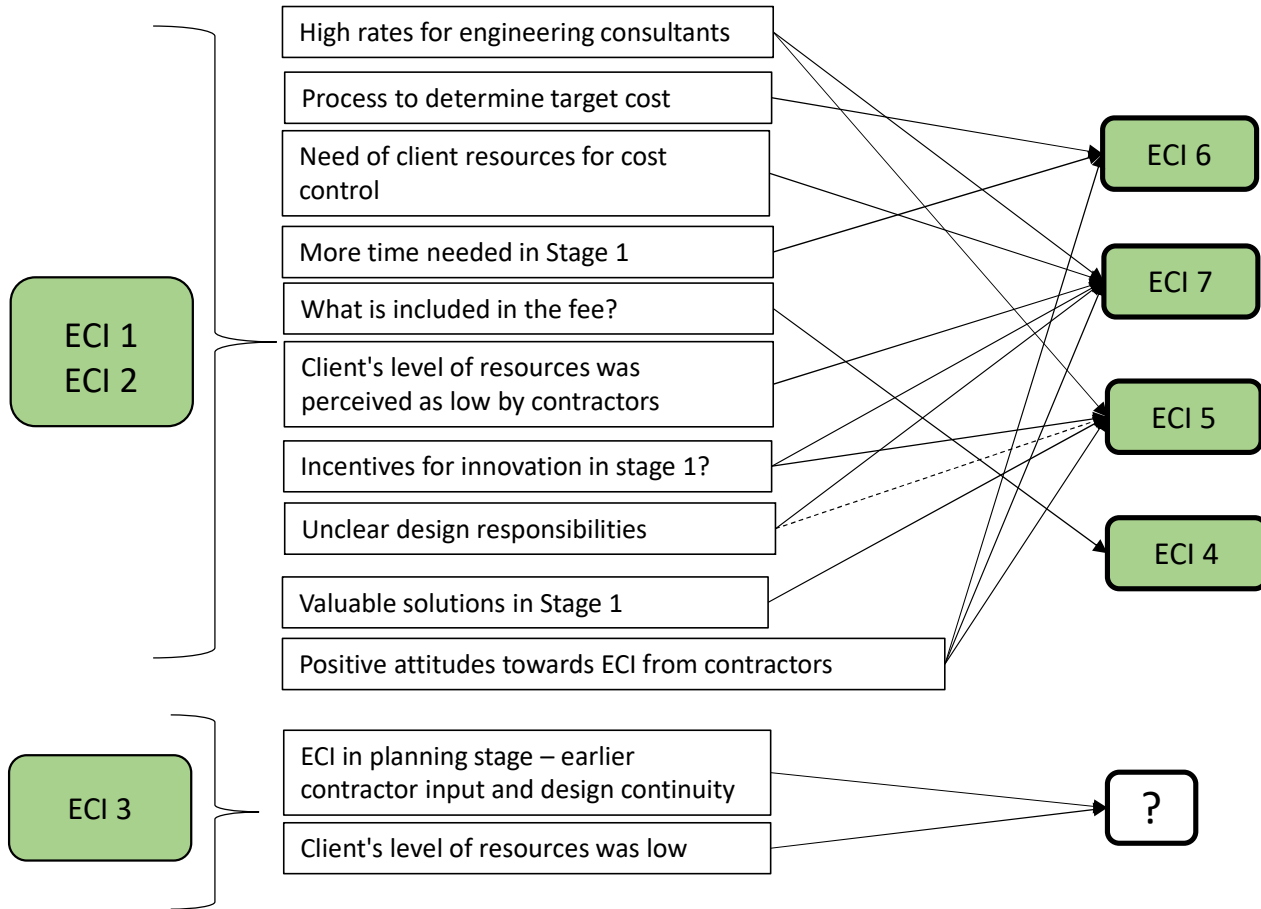 High rates for engineering consultants
Process to determine target cost
Need of client resources for cost
control
More time needed in Stage 1
What is included in the fee?
Client's level of resources was
perceived as low by contractors
Incentives for innovation in stage 1?
Unclear design responsibilities
Valuable solutions in Stage 1
Positive attitudes towards ECI from contractors
ECI 1
ECI 2
ECI 6
ECI 7
ECI 5
ECI 4
ECI 3
ECI in planning stage – earlier
contractor input and design continuity
Client's level of resources was low
?